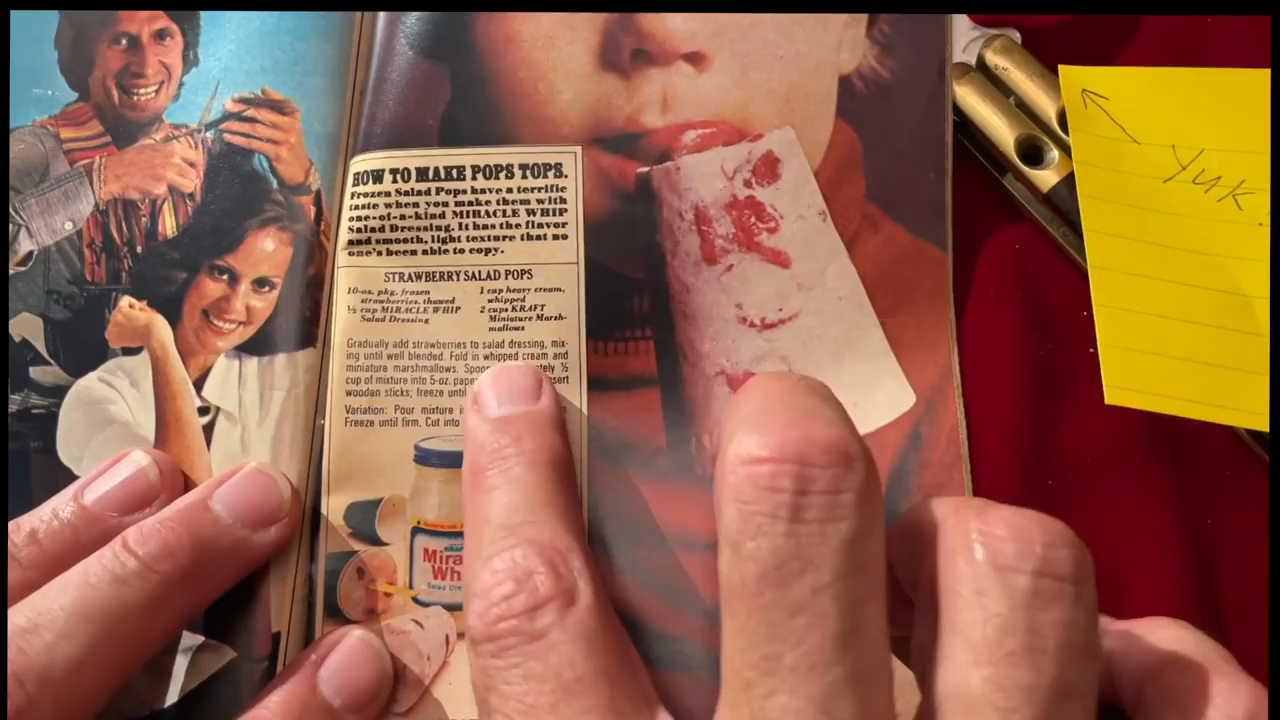 HOW TO MAKE POPS TOPS.
Frozen Salad Pops have a terrific
taste when you make them with
one-of-a-kind MIRACLE WHIP
Salad Dressing. It has the flavor
and smooth, light texture that no
one's been able to copy.
STRAWBERRY SALAD POPS
10-oz. pkg. frozen
strawberries, thawed
½ cup MIRACLE WHIP
Salad Dressing
1 cup heavy cream,
whipped
2 cups KRAFT
Miniature Marsh-
mallows
Gradually add strawberries to salad dressing, mix-
ing until well blended. Fold in whipped cream and
miniature marshmallows. ½
cup of mixture into 5-oz.
wooden sticks; freeze until
Variation: Pour mixture
Freeze until firm. Cut into
Yuk